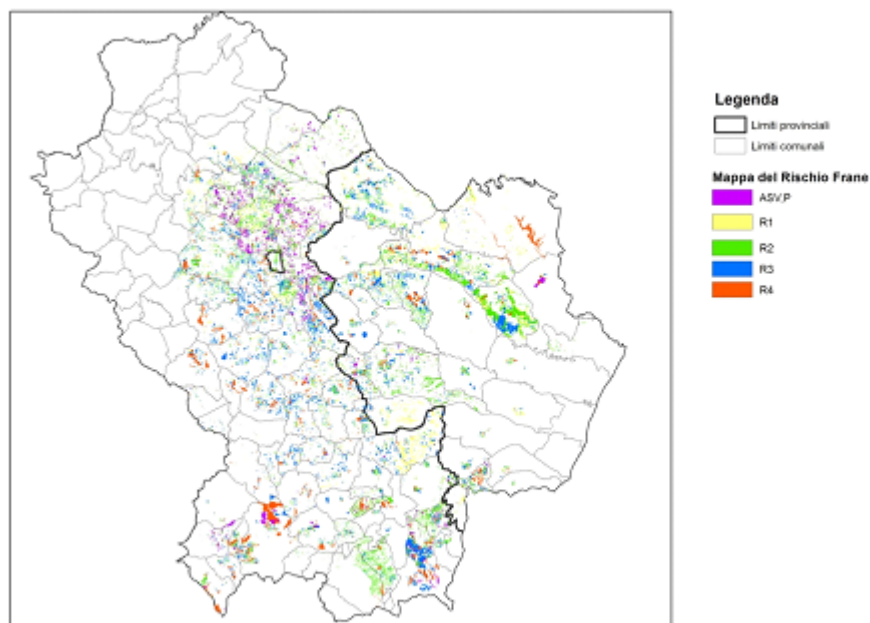 Legenda
Limiti provinciali
Limiti comunali
Mappa del Rischio Frane
ASV,P
R1
R2
R3
R4